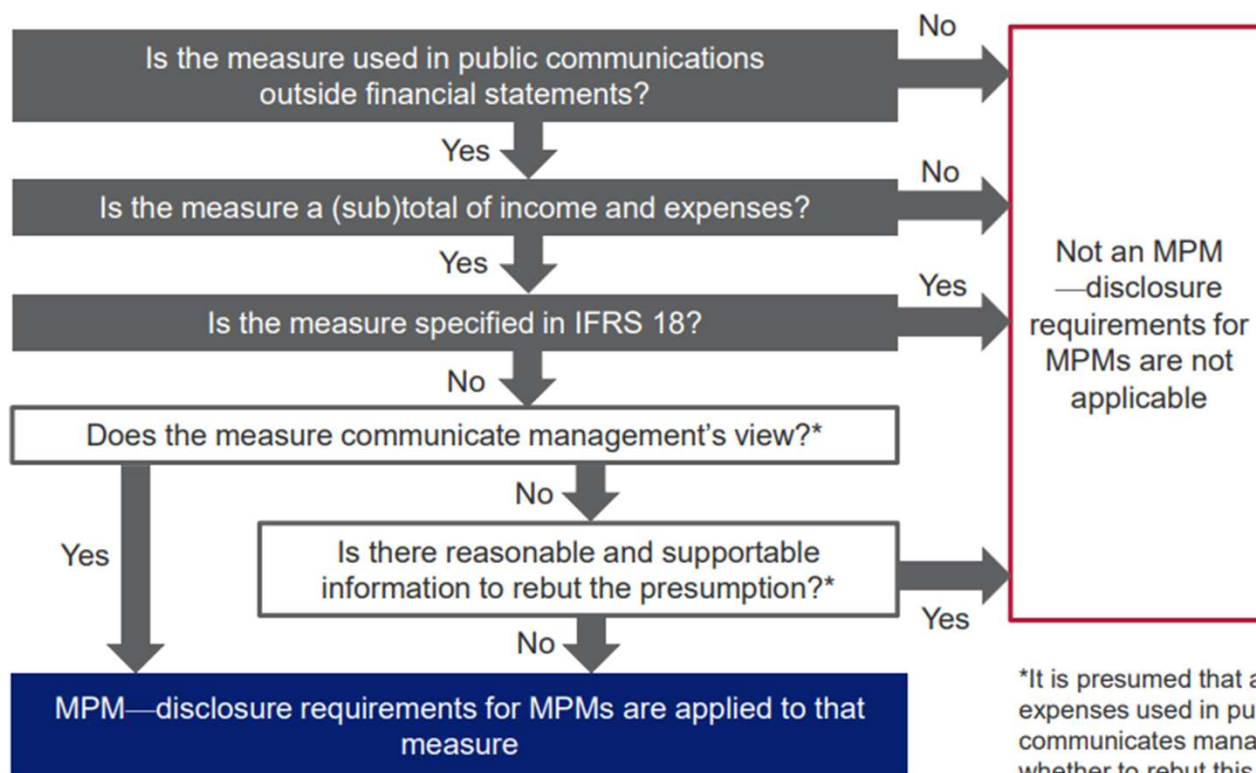 No
Is the measure used in public communications
outside financial statements?
Yes
No
Is the measure a (sub)total of income and expenses?
Yes
Yes
Is the measure specified in IFRS 18?
No
Not an MPM
—disclosure
requirements for
MPMs are not
applicable
Does the measure communicate management's view?*
No
Yes
Is there reasonable and supportable
information to rebut the presumption?*
Yes
No
MPM—disclosure requirements for MPMs are applied to that
measure
*It is presumed that a
expenses used in pu
communicates mana
whether to rebut this